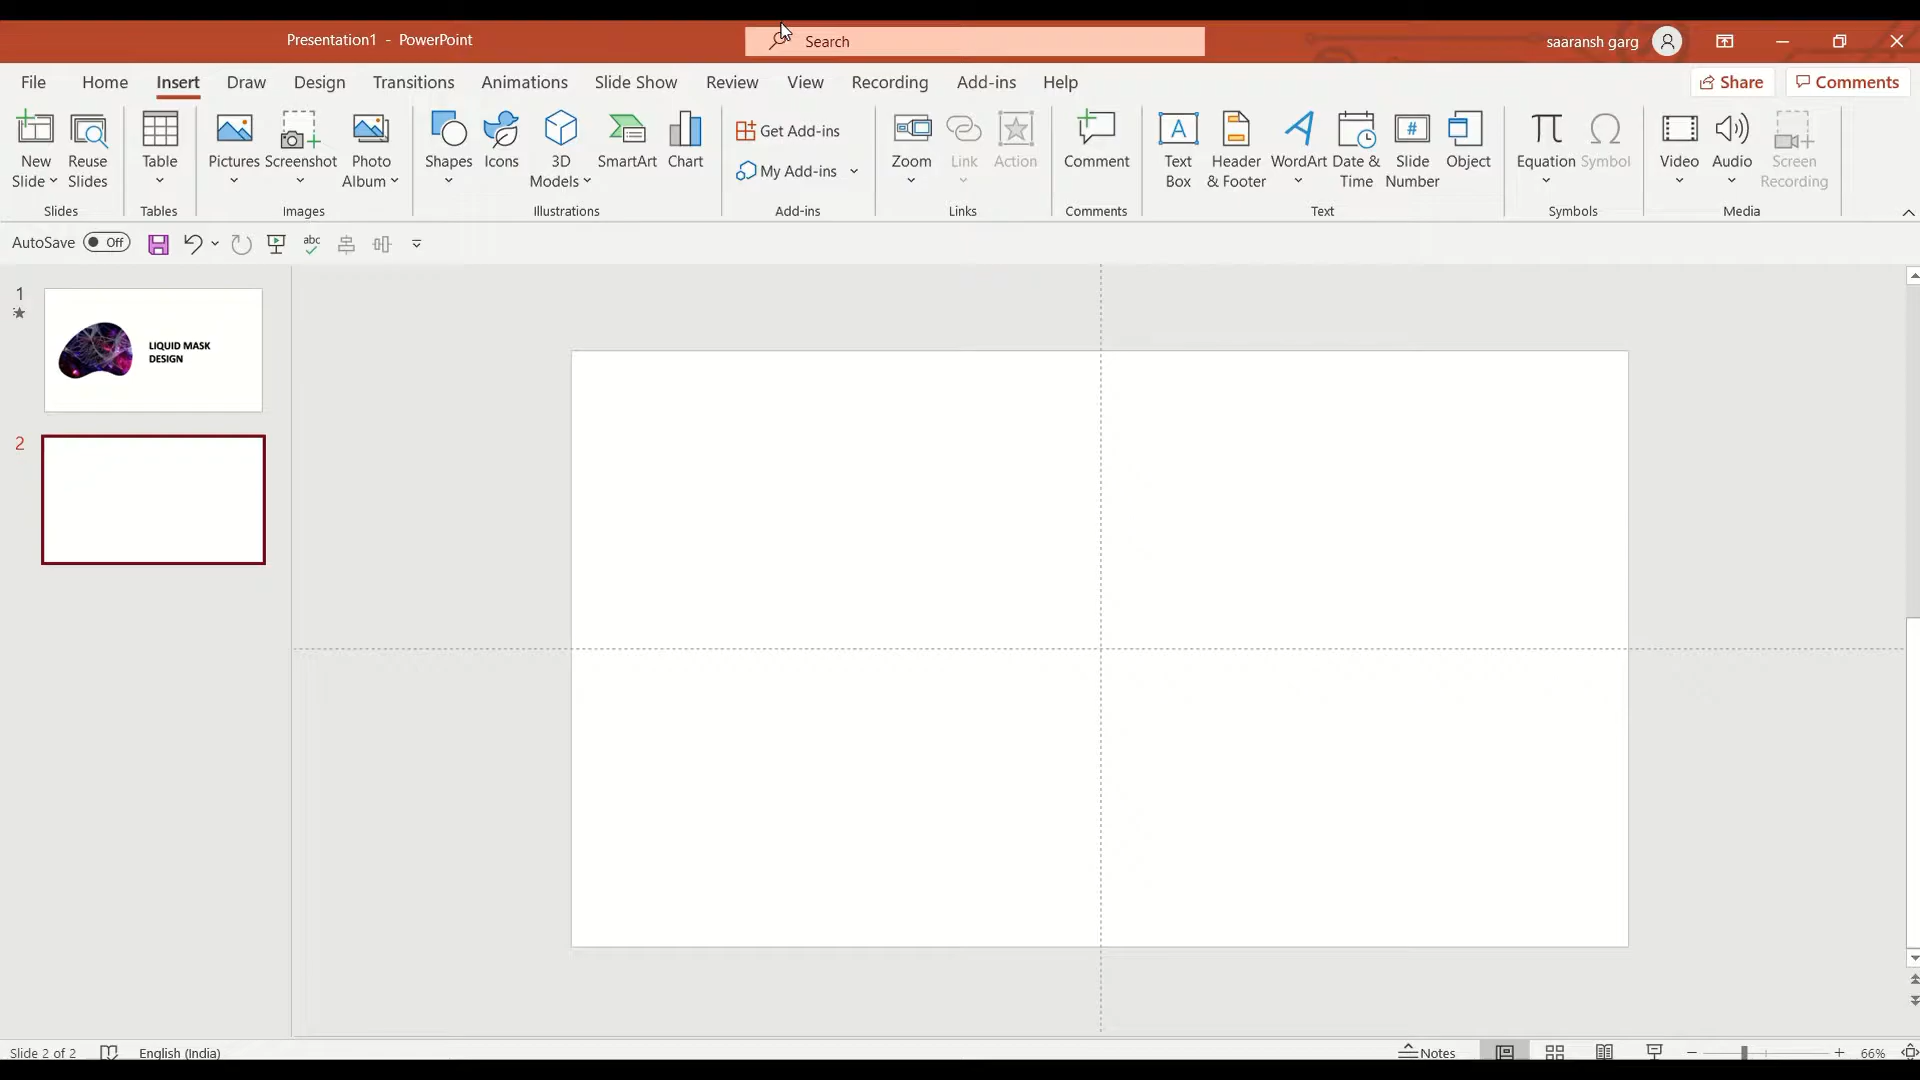 Presentation1 - PowerPoint
Search
saaransh garg
File Home Insert Draw Design Transitions Animations Slide Show Review View Recording Add-ins Help
Share Comments
New Slide
Reuse Slides
Table
Pictures
Screenshot
Photo Album
Shapes
Icons
3D Models
SmartArt
Chart
Get Add-ins
My Add-ins
Zoom
Link
Action
Comment
Text Box
Header & Footer
WordArt
Date & Time
Slide Number
Object
Equation
Symbol
Video
Audio
Screen Recording
Slides Tables Images Illustrations Add-ins Links Comments Text Symbols Media
AutoSave Off
abc
1
LIQUID MASK
DESIGN
2
Slide 2 of 2 English (India) Notes 66%